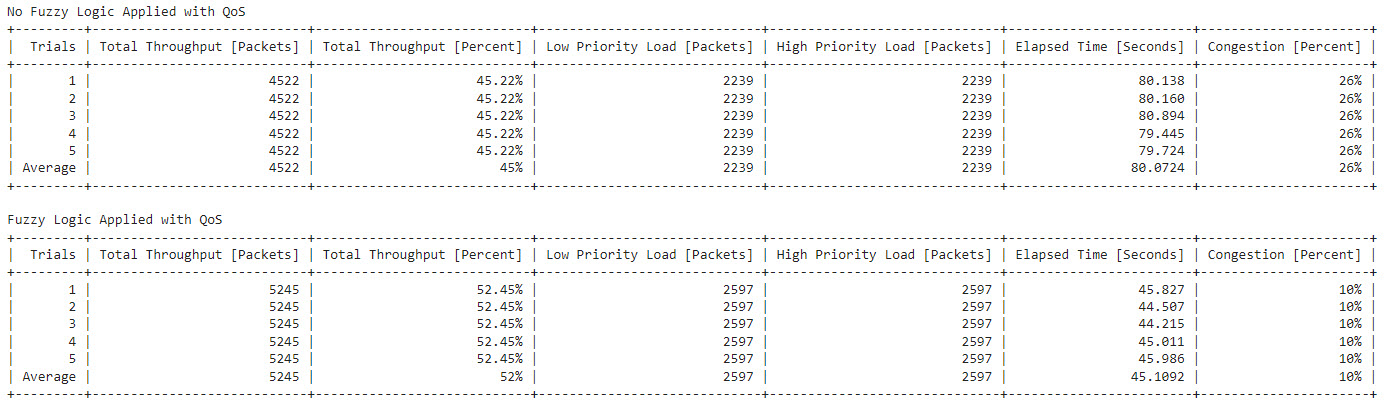 No Fuzzy Logic Applied with QoS
+---------+----------------------------+---------------------------+-----------------------------+------------------------------+------------------------+----------------------+
|  Trials | Total Throughput [Packets] | Total Throughput [Percent] | Low Priority Load [Packets] | High Priority Load [Packets] | Elapsed Time [Seconds] | Congestion [Percent] |
+---------+----------------------------+---------------------------+-----------------------------+------------------------------+------------------------+----------------------+
|       1 |                       4522 |                     45.22% |                        2239 |                         2239 |                 80.138 |                  26% |
|       2 |                       4522 |                     45.22% |                        2239 |                         2239 |                 80.160 |                  26% |
|       3 |                       4522 |                     45.22% |                        2239 |                         2239 |                 80.894 |                  26% |
|       4 |                       4522 |                     45.22% |                        2239 |                         2239 |                 79.445 |                  26% |
|       5 |                       4522 |                     45.22% |                        2239 |                         2239 |                 79.724 |                  26% |
| Average |                       4522 |                        45% |                        2239 |                         2239 |                80.0724 |                  26% |
+---------+----------------------------+---------------------------+-----------------------------+------------------------------+------------------------+----------------------+
Fuzzy Logic Applied with QoS
+---------+----------------------------+---------------------------+-----------------------------+------------------------------+------------------------+----------------------+
|  Trials | Total Throughput [Packets] | Total Throughput [Percent] | Low Priority Load [Packets] | High Priority Load [Packets] | Elapsed Time [Seconds] | Congestion [Percent] |
+---------+----------------------------+---------------------------+-----------------------------+------------------------------+------------------------+----------------------+
|       1 |                       5245 |                     52.45% |                        2597 |                         2597 |                 45.827 |                  10% |
|       2 |                       5245 |                     52.45% |                        2597 |                         2597 |                 44.507 |                  10% |
|       3 |                       5245 |                     52.45% |                        2597 |                         2597 |                 44.215 |                  10% |
|       4 |                       5245 |                     52.45% |                        2597 |                         2597 |                 45.011 |                  10% |
|       5 |                       5245 |                     52.45% |                        2597 |                         2597 |                 45.986 |                  10% |
| Average |                       5245 |                        52% |                        2597 |                         2597 |                45.1092 |                  10% |
+---------+----------------------------+---------------------------+-----------------------------+------------------------------+------------------------+----------------------+